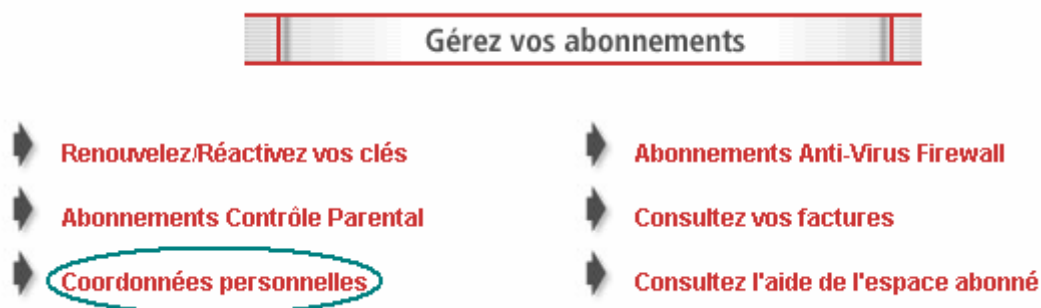 Gérez vos abonnements
Renouvelez/Réactivez vos clés
Abonnements Anti-Virus Firewall
Abonnements Contrôle Parental
Consultez vos factures
Coordonnées personnelles
Consultez l'aide de l'espace abonné